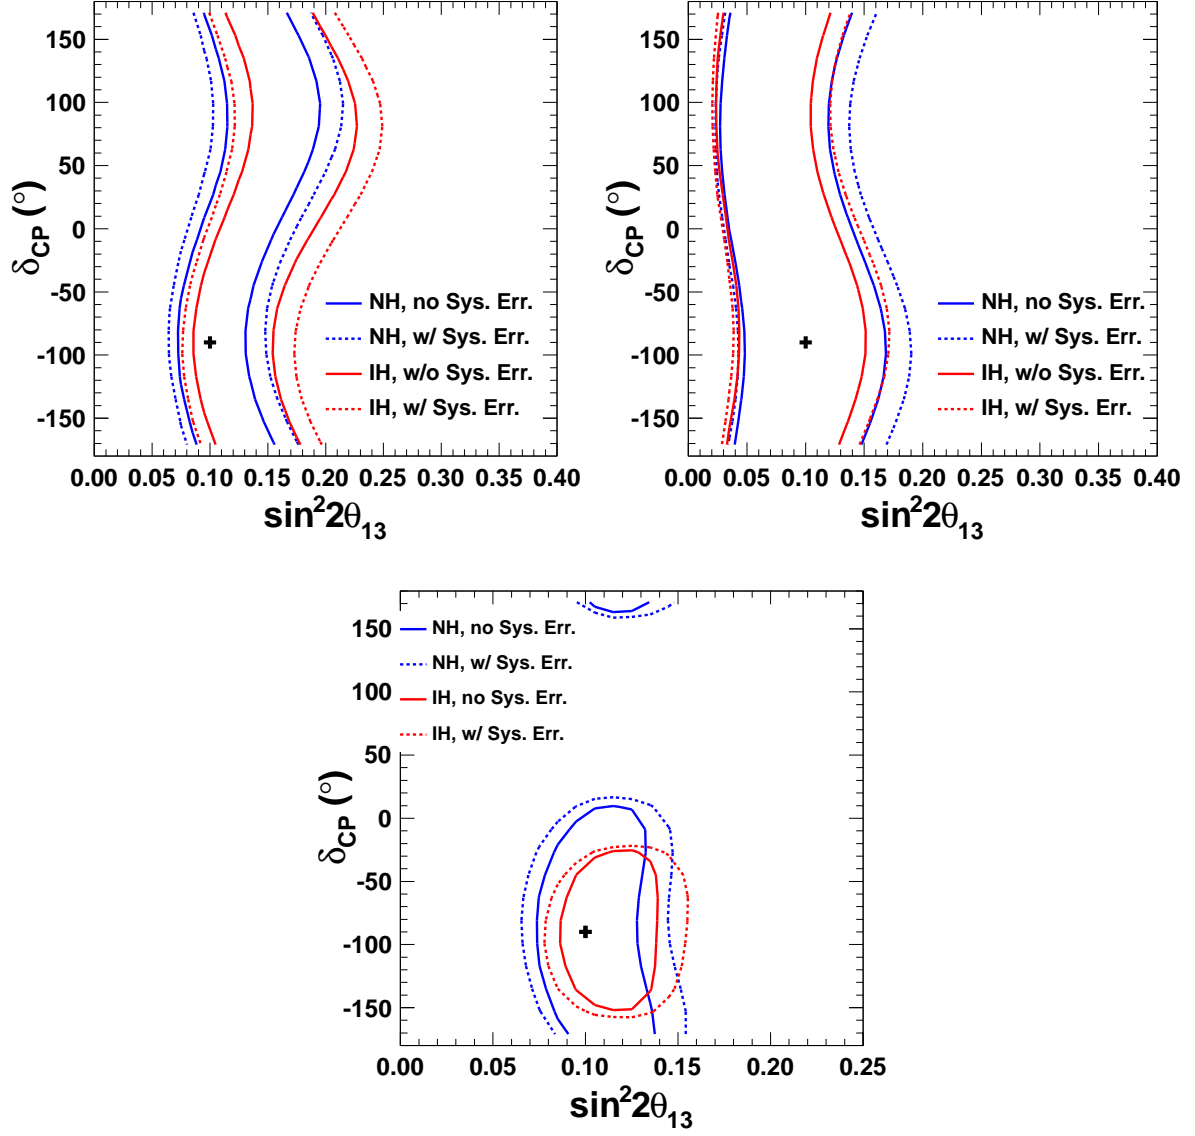 150
100
50
0
-50
-100
-150
δCP (°)
NH, no Sys. Err.
NH, w/ Sys. Err.
IH, w/o Sys. Err.
IH, w/ Sys. Err.
0.00 0.05 0.10 0.15 0.20 0.25 0.30 0.35 0.40
sin²2θ13
150
100
50
0
-50
-100
-150
δCP (°)
NH, no Sys. Err.
NH, w/ Sys. Err.
IH, w/o Sys. Err.
IH, w/ Sys. Err.
0.00 0.05 0.10 0.15 0.20 0.25 0.30 0.35 0.40
sin²2θ13
150
100
50
0
-50
-100
-150
δCP (°)
NH, no Sys. Err.
NH, w/ Sys. Err.
IH, no Sys. Err.
IH, w/ Sys. Err.
0.00 0.05 0.10 0.15 0.20 0.25
sin²2θ13